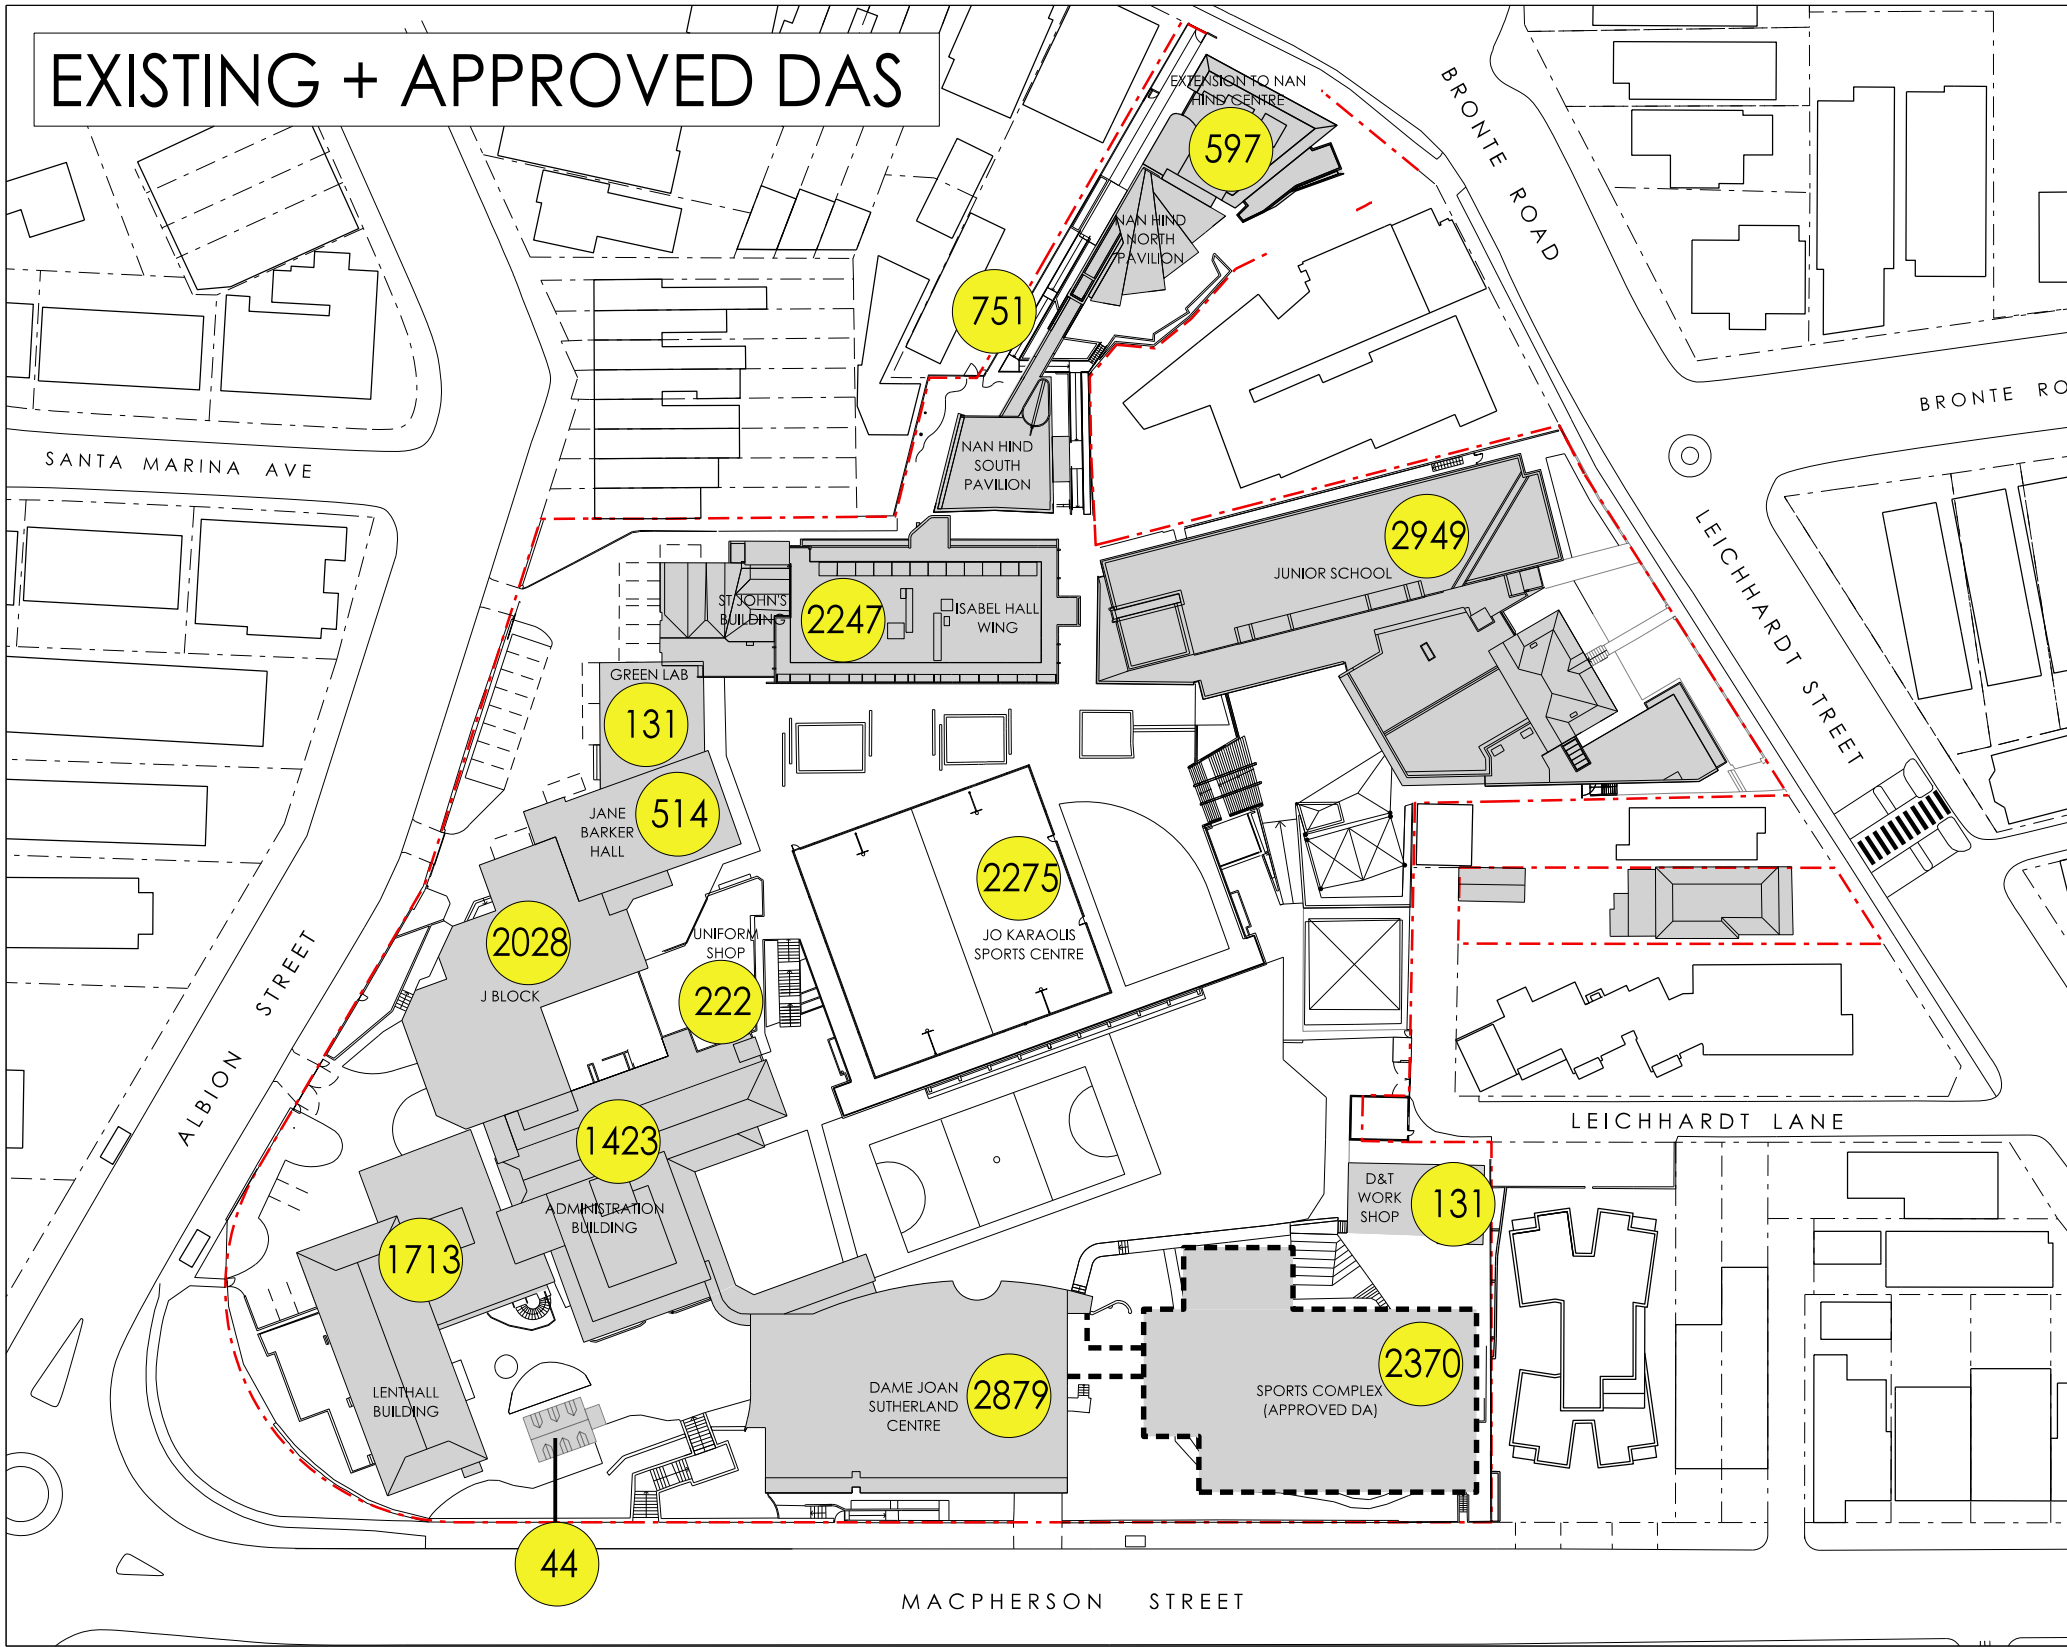 EXISTING + APPROVED DAS
EXTENSION TO NAN
HIND CENTRE
597
BRONTE ROAD
NAN HIND
NORTH
PAVILION
751
BRONTE RO
SANTA MARINA AVE
NAN HIND
SOUTH
PAVILION
2949
JUNIOR SCHOOL
LEICHHARDT STREET
ST JOHN'S
BUILDING
2247
ISABEL HALL
WING
GREEN LAB
131
JANE
BARKER
HALL
514
2275
JO KARAOLIS
SPORTS CENTRE
2028
J BLOCK
UNIFORM
SHOP
222
ALBION STREET
LEICHHARDT LANE
1423
ADMINISTRATION
BUILDING
D&T
WORK
SHOP
131
1713
LENTHALL
BUILDING
DAME JOAN
SUTHERLAND
CENTRE
2879
2370
SPORTS COMPLEX
(APPROVED DA)
44
MACPHERSON STREET